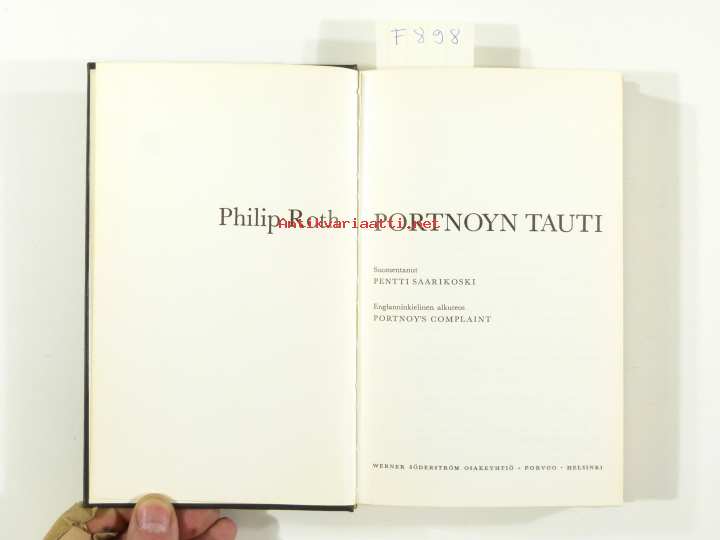 F898
Philip Roth
PORTNOYN TAUTI
Antikvariaatti.net
Suomentanut
PENTTI SAARIKOSKI
Englanninkielinen alkuteos
PORTNOY'S COMPLAINT
WERNER SÖDERSTRÖM OSAKEYHTIÖ · PORVOO · HELSINKI